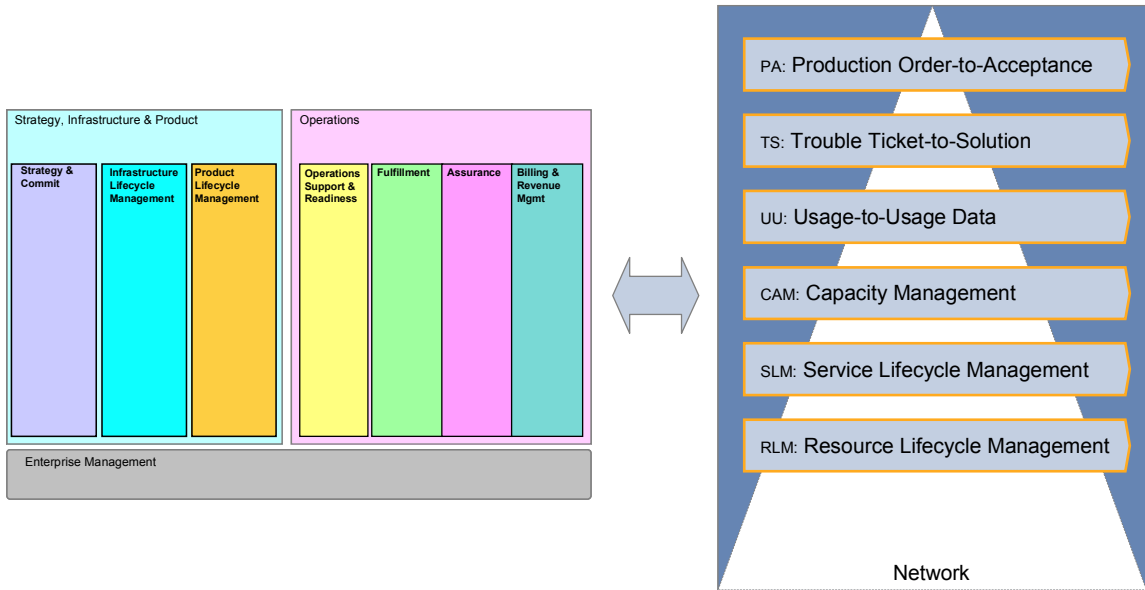 Strategy, Infrastructure & Product
Strategy &
Commit
Infrastructure
Lifecycle
Management
Product
Lifecycle
Management
Operations
Operations
Support &
Readiness
Fulfillment
Assurance
Billing &
Revenue
Mgmt
Enterprise Management
PA: Production Order-to-Acceptance
TS: Trouble Ticket-to-Solution
UU: Usage-to-Usage Data
CAM: Capacity Management
SLM: Service Lifecycle Management
RLM: Resource Lifecycle Management
Network